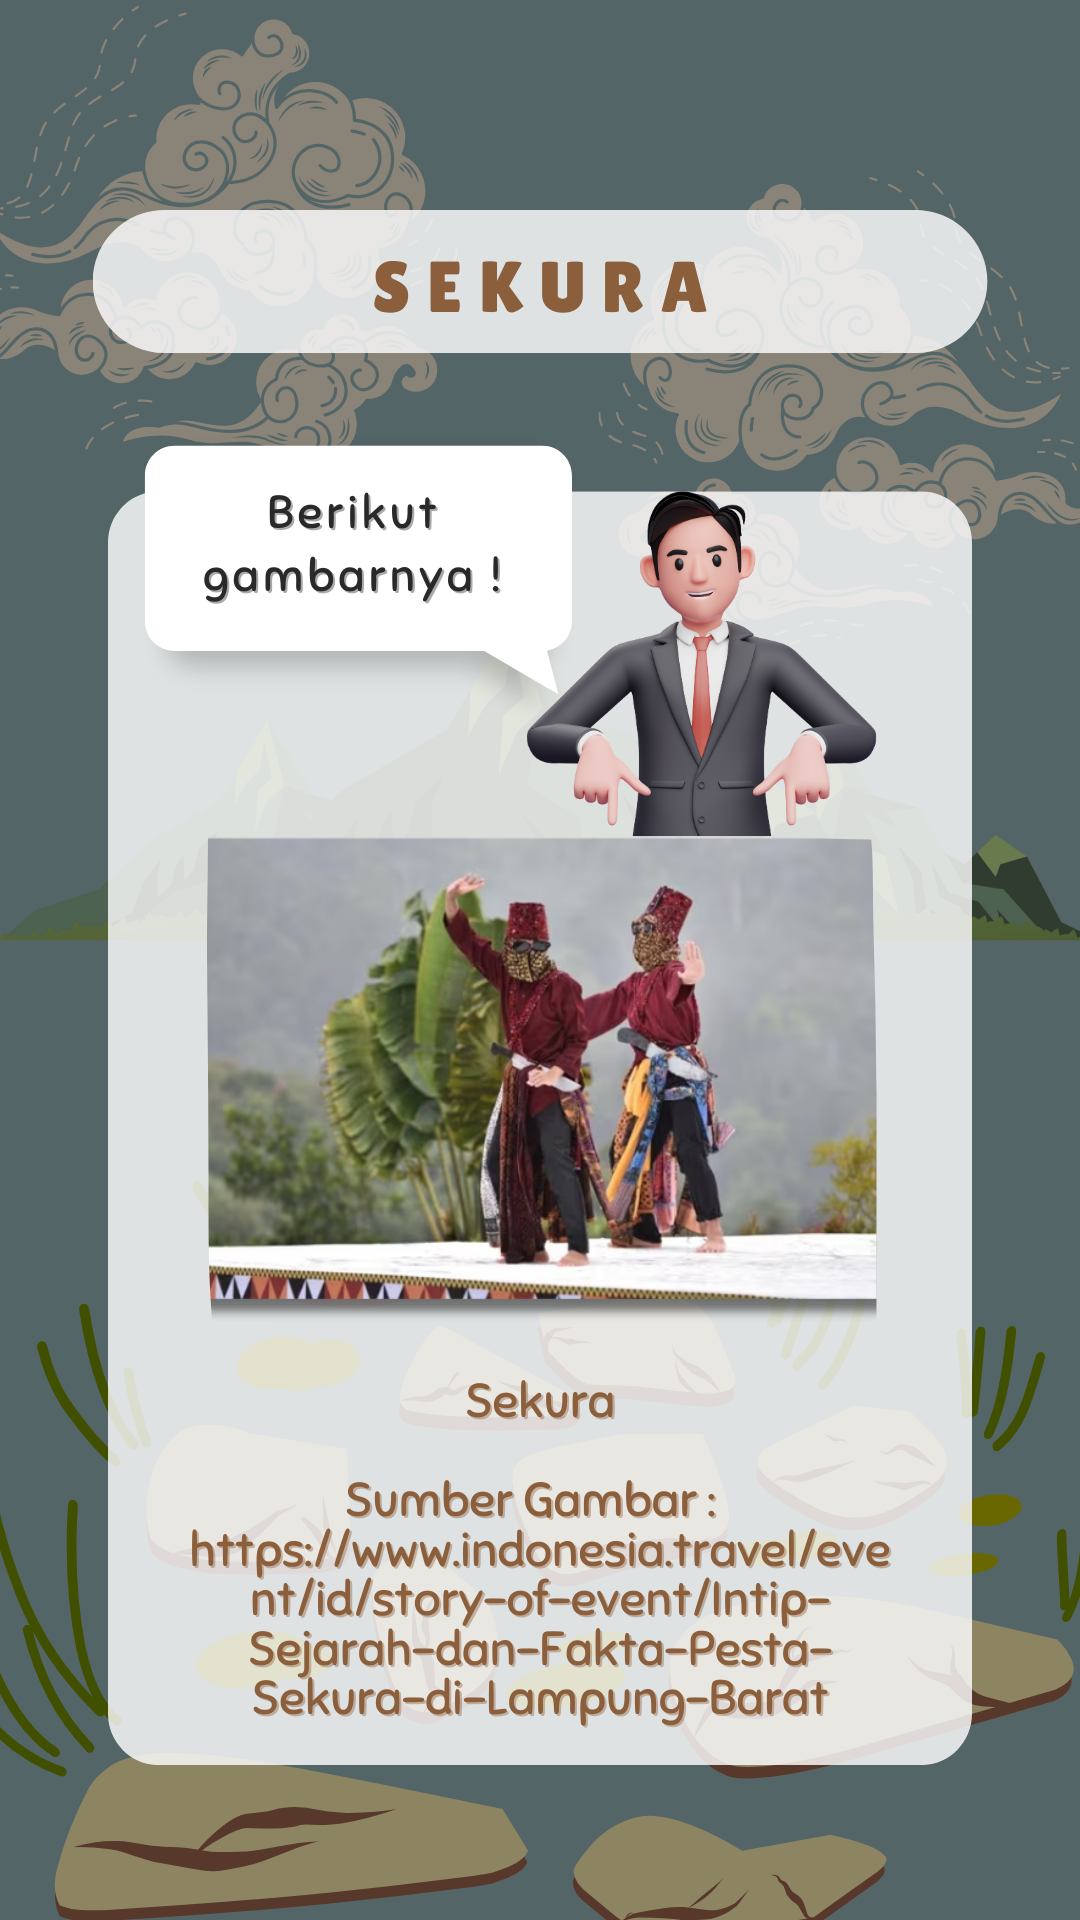 SEKURA
Berikut
gambarnya !
Sekura
Sumber Gambar :
https://www.indonesia.travel/eve
nt/id/story-of-event/Intip-
Sejarah-dan-Fakta-Pesta-
Sekura-di-Lampung-Barat